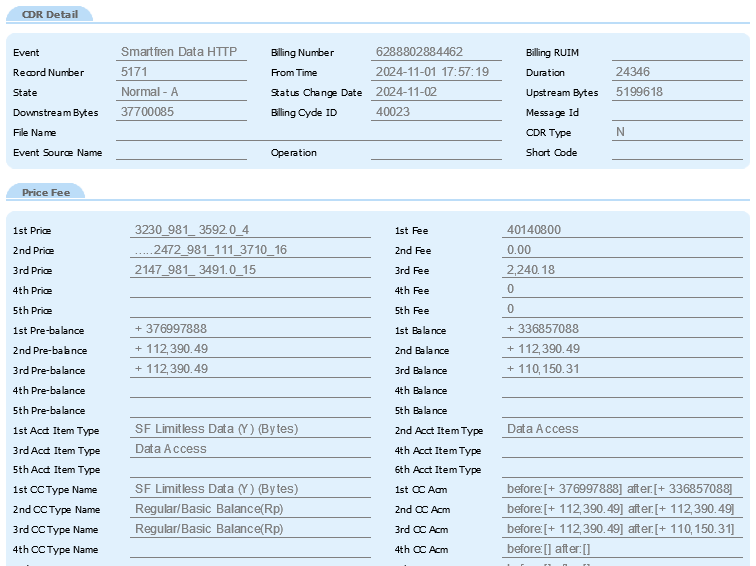 CDR Detail
Event Smartfren Data HTTP Billing Number 6288802884462 Billing RUIM
Record Number 5171 From Time 2024-11-01 17:57:19 Duration 24346
State Normal - A Status Change Date 2024-11-02 Upstream Bytes 5199618
Downstream Bytes 37700085 Billing Cycle ID 40023 Message Id
File Name CDR Type N
Event Source Name Operation Short Code
Price Fee
1st Price 3230_981_ 3592.0_4 1st Fee 40140800
2nd Price .....2472_981_111_3710_16 2nd Fee 0.00
3rd Price 2147_981_ 3491.0_15 3rd Fee 2,240.18
4th Price 4th Fee 0
5th Price 5th Fee 0
1st Pre-balance + 376997888 1st Balance + 336857088
2nd Pre-balance + 112,390.49 2nd Balance + 112,390.49
3rd Pre-balance + 112,390.49 3rd Balance + 110,150.31
4th Pre-balance 4th Balance
5th Pre-balance 5th Balance
1st Acct Item Type SF Limitless Data (Y) (Bytes) 2nd Acct Item Type Data Access
3rd Acct Item Type Data Access 4th Acct Item Type
5th Acct Item Type 6th Acct Item Type
1st CC Type Name SF Limitless Data (Y) (Bytes) 1st CC Acm before:[+ 376997888] after:[+ 336857088]
2nd CC Type Name Regular/Basic Balance(Rp) 2nd CC Acm before:[+ 112,390.49] after:[+ 112,390.49]
3rd CC Type Name Regular/Basic Balance(Rp) 3rd CC Acm before:[+ 112,390.49] after:[+ 110,150.31]
4th CC Type Name 4th CC Acm before:[] after:[]